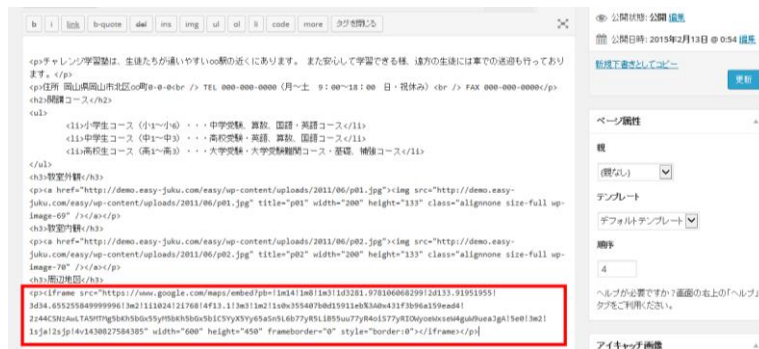 b i link b-quote del ins img ul ol li code more タグを閉じる
<p>チャレンジ学習塾は、生徒たちが通いやすいoo駅の近くにあります。 また安心して学習できる様、遠方の生徒には車での送迎も行っており
ます。</p>
<p>住所 岡山県岡山市北区oo町0-0-0<br /> TEL 000-000-0000 (月～土 9：00～18：00 日・祝休み) <br /> FAX 000-000-0000</p>
<h2>開講コース</h2>
<ul>
<li>小学生コース (小1～小6) ・・・中学受験、算数、国語・英語コース</li>
<li>中学生コース (中1～中3) ・・・高校受験・英語、算数、国語コース</li>
<li>高校生コース (高1～高3) ・・・大学受験・大学受験難関コース・基礎、補強コース</li>
</ul>
<h3>教室外観</h3>
<p><a href="http://demo.easy-juku.com/easy/wp-content/uploads/2011/06/p01.jpg"><img src="http://demo.easy-
juku.com/easy/wp-content/uploads/2011/06/p01.jpg" title="p01" width="200" height="133" class="alignnone size-full wp-
image-69" /></a></p>
<h3>教室内観</h3>
<p><a href="http://demo.easy-juku.com/easy/wp-content/uploads/2011/06/p02.jpg"><img src="http://demo.easy-
juku.com/easy/wp-content/uploads/2011/06/p02.jpg" title="p02" width="200" height="133" class="alignnone size-full wp-
image-70" /></a></p>
<h3>周辺地図</h3>
<p><iframe src="https://www.google.com/maps/embed?pb=!1m14!1m8!1m3!1d3281.978106068299!2d133.91951955!
3d34.655255849999996!3m2!1i1024!2i768!4f13.1!3m3!1m2!1s0x355407b0d15911eb%3A0x431f3b96a159ead4!
1sja!2sjp!4v1430827584385" width="600" height="450" frameborder="0" style="border:0"></iframe></p>
公開状態: 公開 編集
公開日時: 2015年2月13日 @ 0:54 編集
新規下書きとしてコピー
更新
ページ属性
親
(親なし)
テンプレート
デフォルトテンプレート
順序
4
ヘルプが必要ですか ? 画面の右上の「ヘルプ」
タブをご利用ください。
アイキャッチ画像